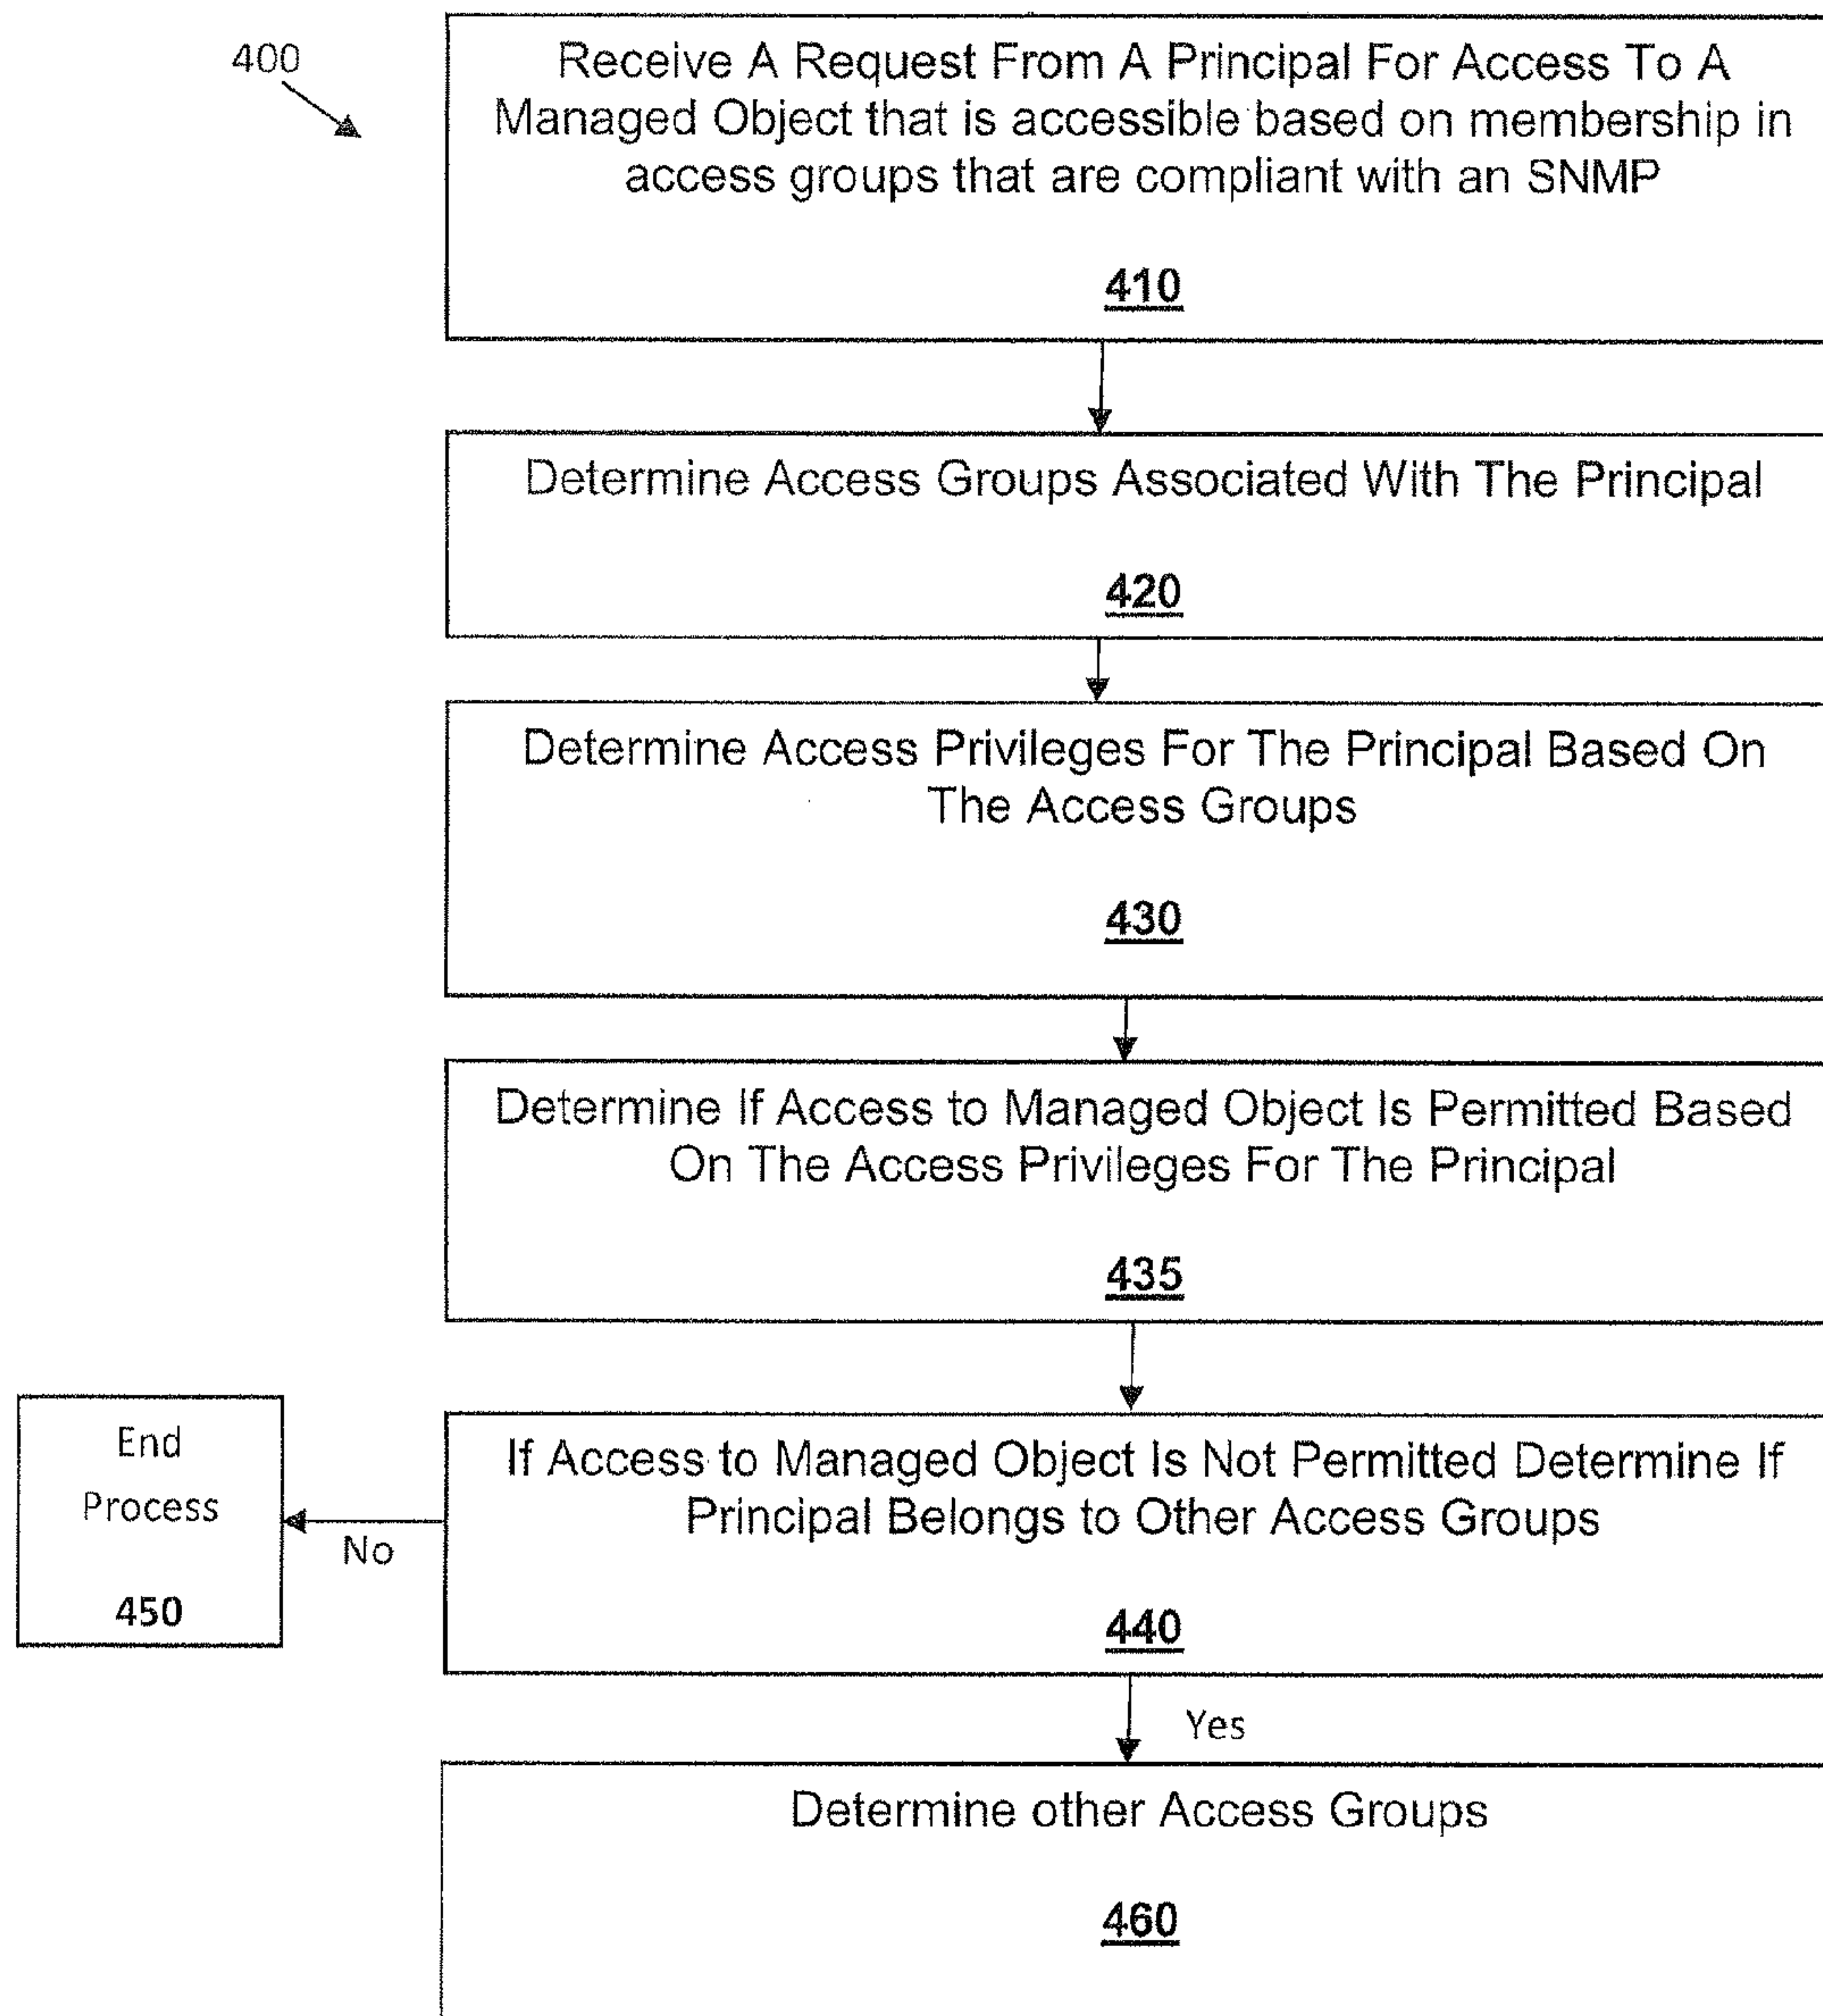 400
Receive A Request From A Principal For Access To A
Managed Object that is accessible based on membership in
access groups that are compliant with an SNMP
410
Determine Access Groups Associated With The Principal
420
Determine Access Privileges For The Principal Based On
The Access Groups
430
Determine If Access to Managed Object Is Permitted Based
On The Access Privileges For The Principal
435
If Access to Managed Object Is Not Permitted Determine If
Principal Belongs to Other Access Groups
440
No
End
Process
450
Yes
Determine other Access Groups
460